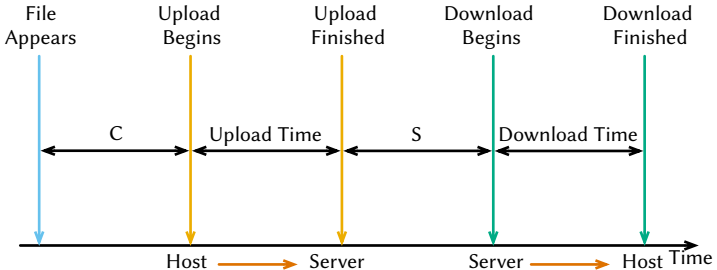 File
Appears
Upload
Begins
Upload
Finished
Download
Begins
Download
Finished
C
Upload Time
S
Download Time
Host
Server
Server
Host
Time